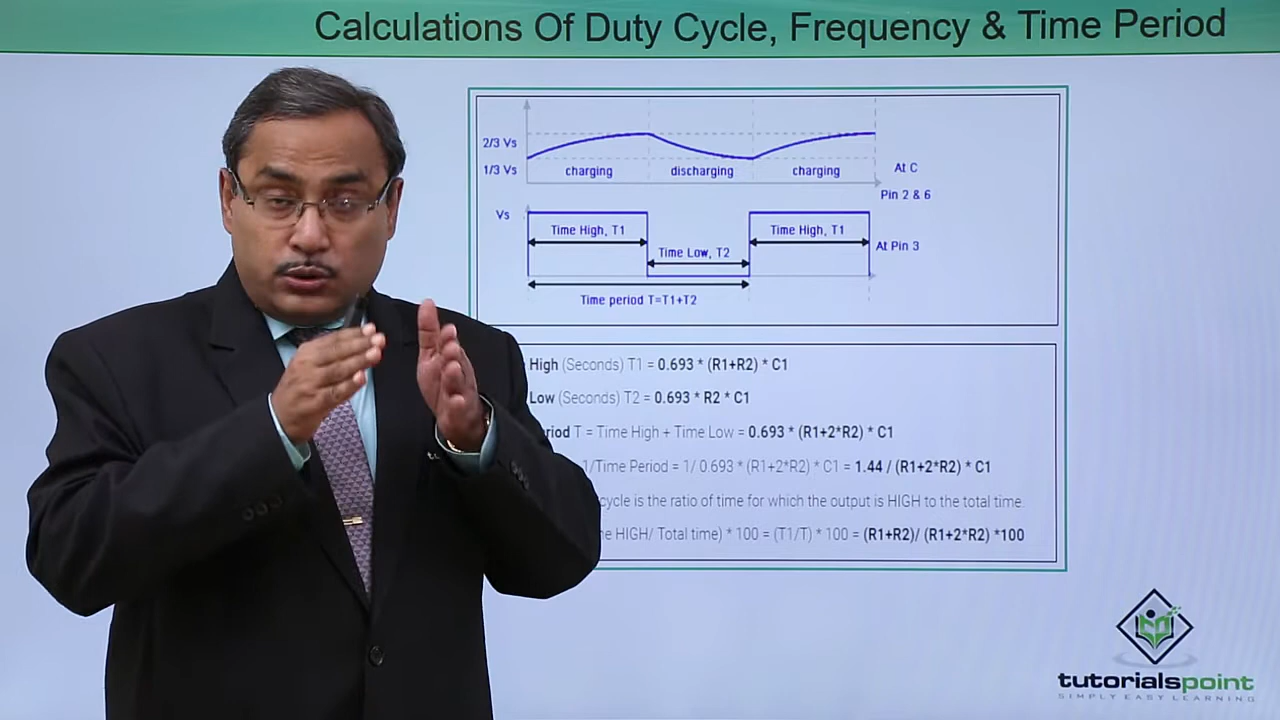 Calculations Of Duty Cycle, Frequency & Time Period
2/3 Vs
1/3 Vs
charging
discharging
charging
At C
Pin 2 & 6
Vs
Time High, T1
Time High, T1
Time Low, T2
At Pin 3
Time period T=T1+T2
High (Seconds) T1 = 0.693 * (R1+R2) * C1
Low (Seconds) T2 = 0.693 * R2 * C1
T = Time High + Time Low = 0.693 * (R1+2*R2) * C1
1/Time Period = 1/ 0.693 * (R1+2*R2) * C1 = 1.44 / (R1+2*R2) * C1
cycle is the ratio of time for which the output is HIGH to the total time.
HIGH/ Total time) * 100 = (T1/T) * 100 = (R1+R2)/ (R1+2*R2) *100
tutorialspoint
SIMPLY EASY LEARNING